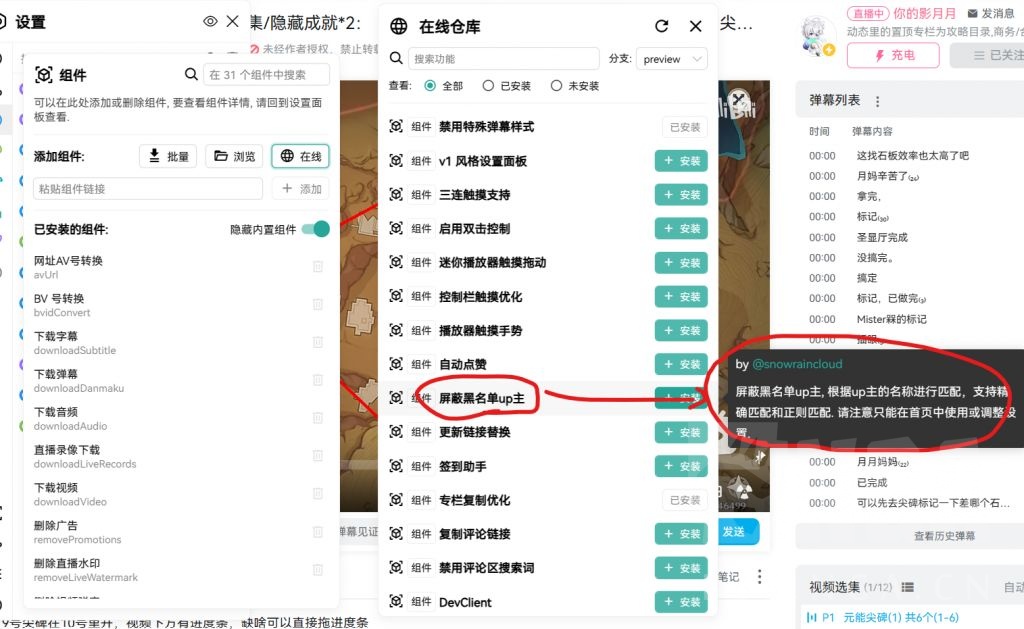 设置
集/隐藏成就*2:
未经作者授权，禁止转载
组件
在 31 个组件中搜索
可以在此处添加或删除组件, 要查看组件详情, 请回到设置面
板查看.
添加组件:
批量
浏览
在线
粘贴组件链接
添加
已安装的组件:
隐藏内置组件
网址AV号转换
avUrl
BV 号转换
bvidConvert
下载字幕
downloadSubtitle
下载弹幕
downloadDanmaku
下载音频
downloadAudio
直播录像下载
downloadLiveRecords
下载视频
downloadVideo
删除广告
removePromotions
删除直播水印
removeLiveWatermark
在线仓库
搜索功能
分支:
preview
查看:
全部
已安装
未安装
组件 禁用特殊弹幕样式 已安装
组件 v1 风格设置面板 + 安装
组件 三连触摸支持 + 安装
组件 启用双击控制 + 安装
组件 迷你播放器触摸拖动 + 安装
组件 控制栏触摸优化 + 安装
组件 播放器触摸手势 + 安装
组件 自动点赞 + 安装
组件 屏蔽黑名单up主 + 安装
组件 更新链接替换 + 安装
组件 签到助手 + 安装
组件 专栏复制优化 已安装
组件 复制评论链接 + 安装
组件 禁用评论区搜索词 + 安装
组件 DevClient + 安装
by @snowraincloud
屏蔽黑名单up主, 根据up主的名称进行匹配，支持精
确匹配和正则匹配. 请注意只能在首页中使用或调整设
置.
尖…
直播中 你的影月月 发消息
动态里的置顶专栏为攻略目录,商务/合
充电
已关注
弹幕列表
时间 弹幕内容
00:00 这找石板效率也太高了吧
00:00 月妈辛苦了₍₂₆₎
00:00 拿完，
00:00 标记₍₃₀₎
00:00 圣显厅完成
00:00 没搞完。
00:00 搞定
00:00 标记，已做完₍₉₎
00:00 Mister槑的标记
00:00 插眼
00:00 月月妈妈₍₂₂₎
00:00 已完成
00:00 可以先去尖碑标记一下差哪个石…
查看历史弹幕
弹幕见证
发送
笔记
视频选集 (1/12)
自动
P1 元能尖碑(1) 共6个(1-6)
9号尖碑在10号里开，视频下方有进度条，缺啥可以直接拖进度条